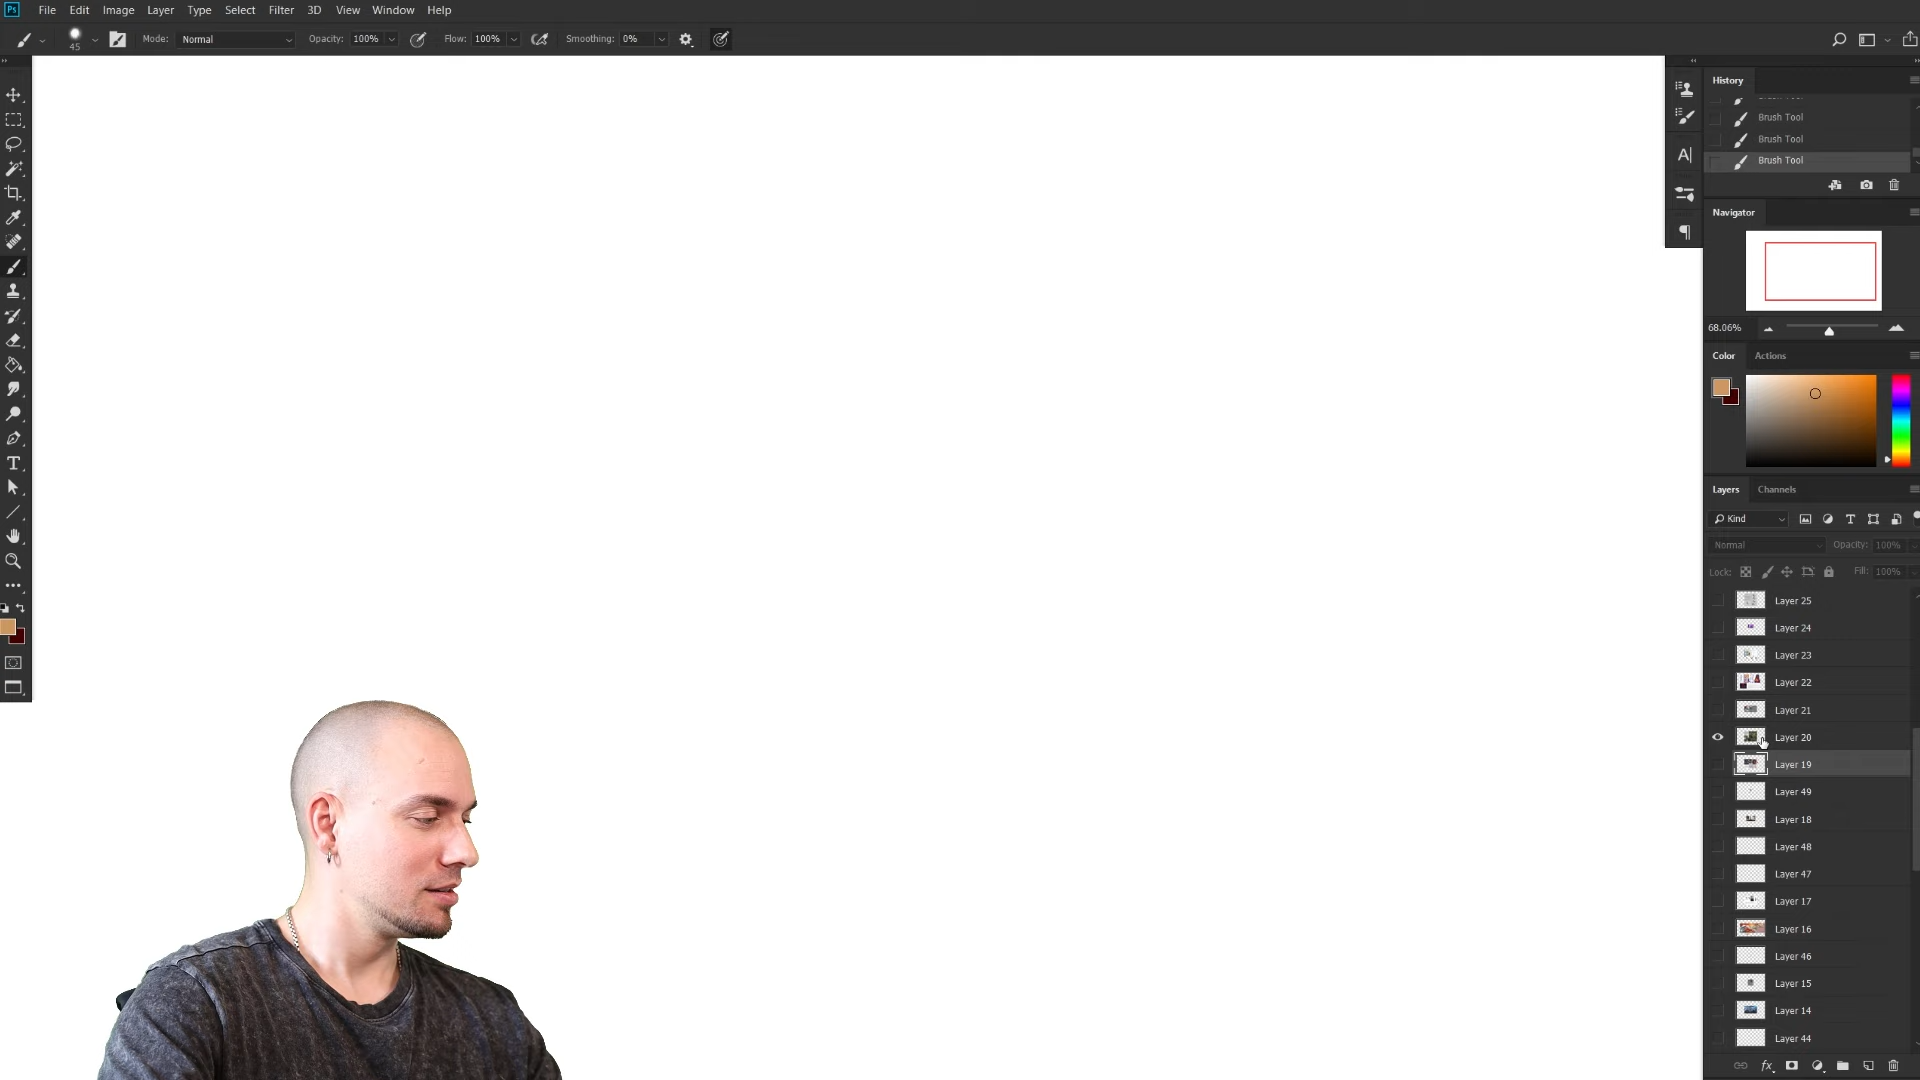 Ps File Edit Image Layer Type Select Filter 3D View Window Help
45 Mode: Normal Opacity: 100% Flow: 100% Smoothing: 0%
History
Brush Tool
Brush Tool
Brush Tool
Navigator
68.06%
Color Actions
Layers Channels
Kind
Normal Opacity: 100%
Lock: Fill: 100%
Layer 25
Layer 24
Layer 23
Layer 22
Layer 21
Layer 20
Layer 19
Layer 49
Layer 18
Layer 48
Layer 47
Layer 17
Layer 16
Layer 46
Layer 15
Layer 14
Layer 44
fx